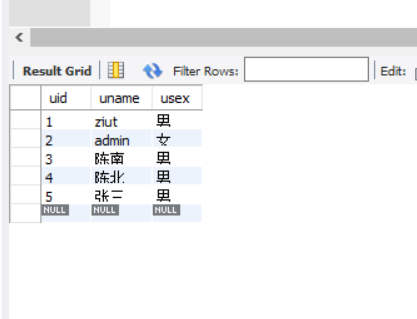 Result Grid Filter Rows: Edit:
uid uname usex
1 ziut 男
2 admin 女
3 陈南 男
4 陈北 男
5 张三 男
NULL NULL NULL